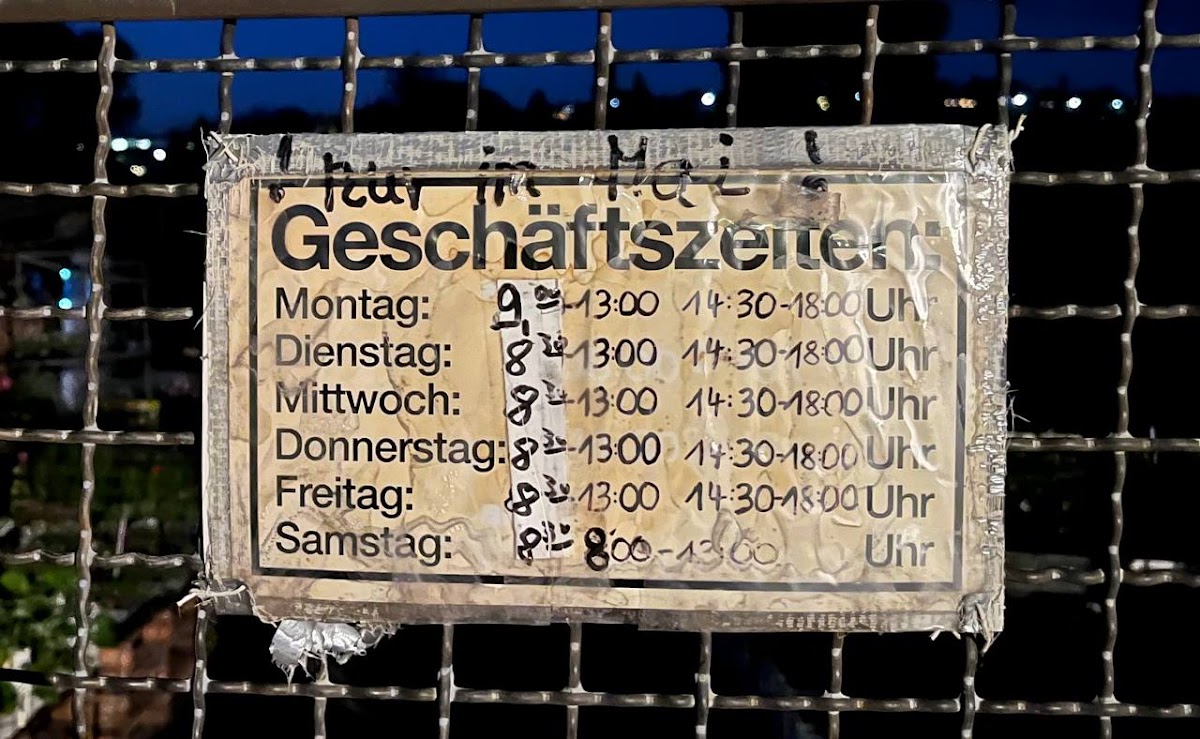 ! nur im Mai !
Geschäftszeiten:
Montag: 9 -13:00 14:30-18:00 Uhr
Dienstag: 8 -13:00 14:30-18:00 Uhr
Mittwoch: 8 -13:00 14:30-18:00 Uhr
Donnerstag: 8 -13:00 14:30-18:00 Uhr
Freitag: 8 -13:00 14:30-18:00 Uhr
Samstag: 8:00-13:00 Uhr